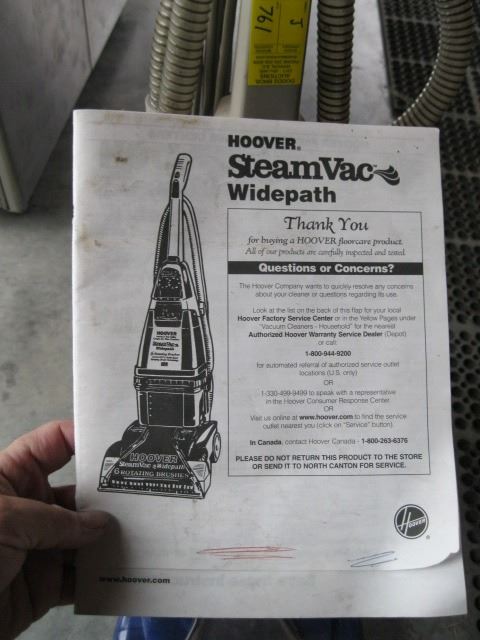 HOOVER®
SteamVac™
Widepath
Thank You
for buying a HOOVER floorcare product.
All of our products are carefully inspected and tested.
Questions or Concerns?
The Hoover Company wants to quickly resolve any concerns
about your cleaner or questions regarding its use.
Look at the list on the back of this flap for your local
Hoover Factory Service Center or in the Yellow Pages under
"Vacuum Cleaners - Household" for the nearest
Authorized Hoover Warranty Service Dealer (Depot)
or call:
1-800-944-9200
for automated referral of authorized service outlet
locations (U.S. only)
OR
1-330-499-9499 to speak with a representative
in the Hoover Consumer Response Center.
OR
Visit us online at www.hoover.com to find the service
outlet nearest you (click on "Service" button).
In Canada, contact Hoover Canada - 1-800-263-6376
PLEASE DO NOT RETURN THIS PRODUCT TO THE STORE
OR SEND IT TO NORTH CANTON FOR SERVICE.
HOOVER
SteamVac
Widepath
HOOVER
SteamVac Widepath
6 ROTATING BRUSHES
HOOVER
www.hoover.com
761